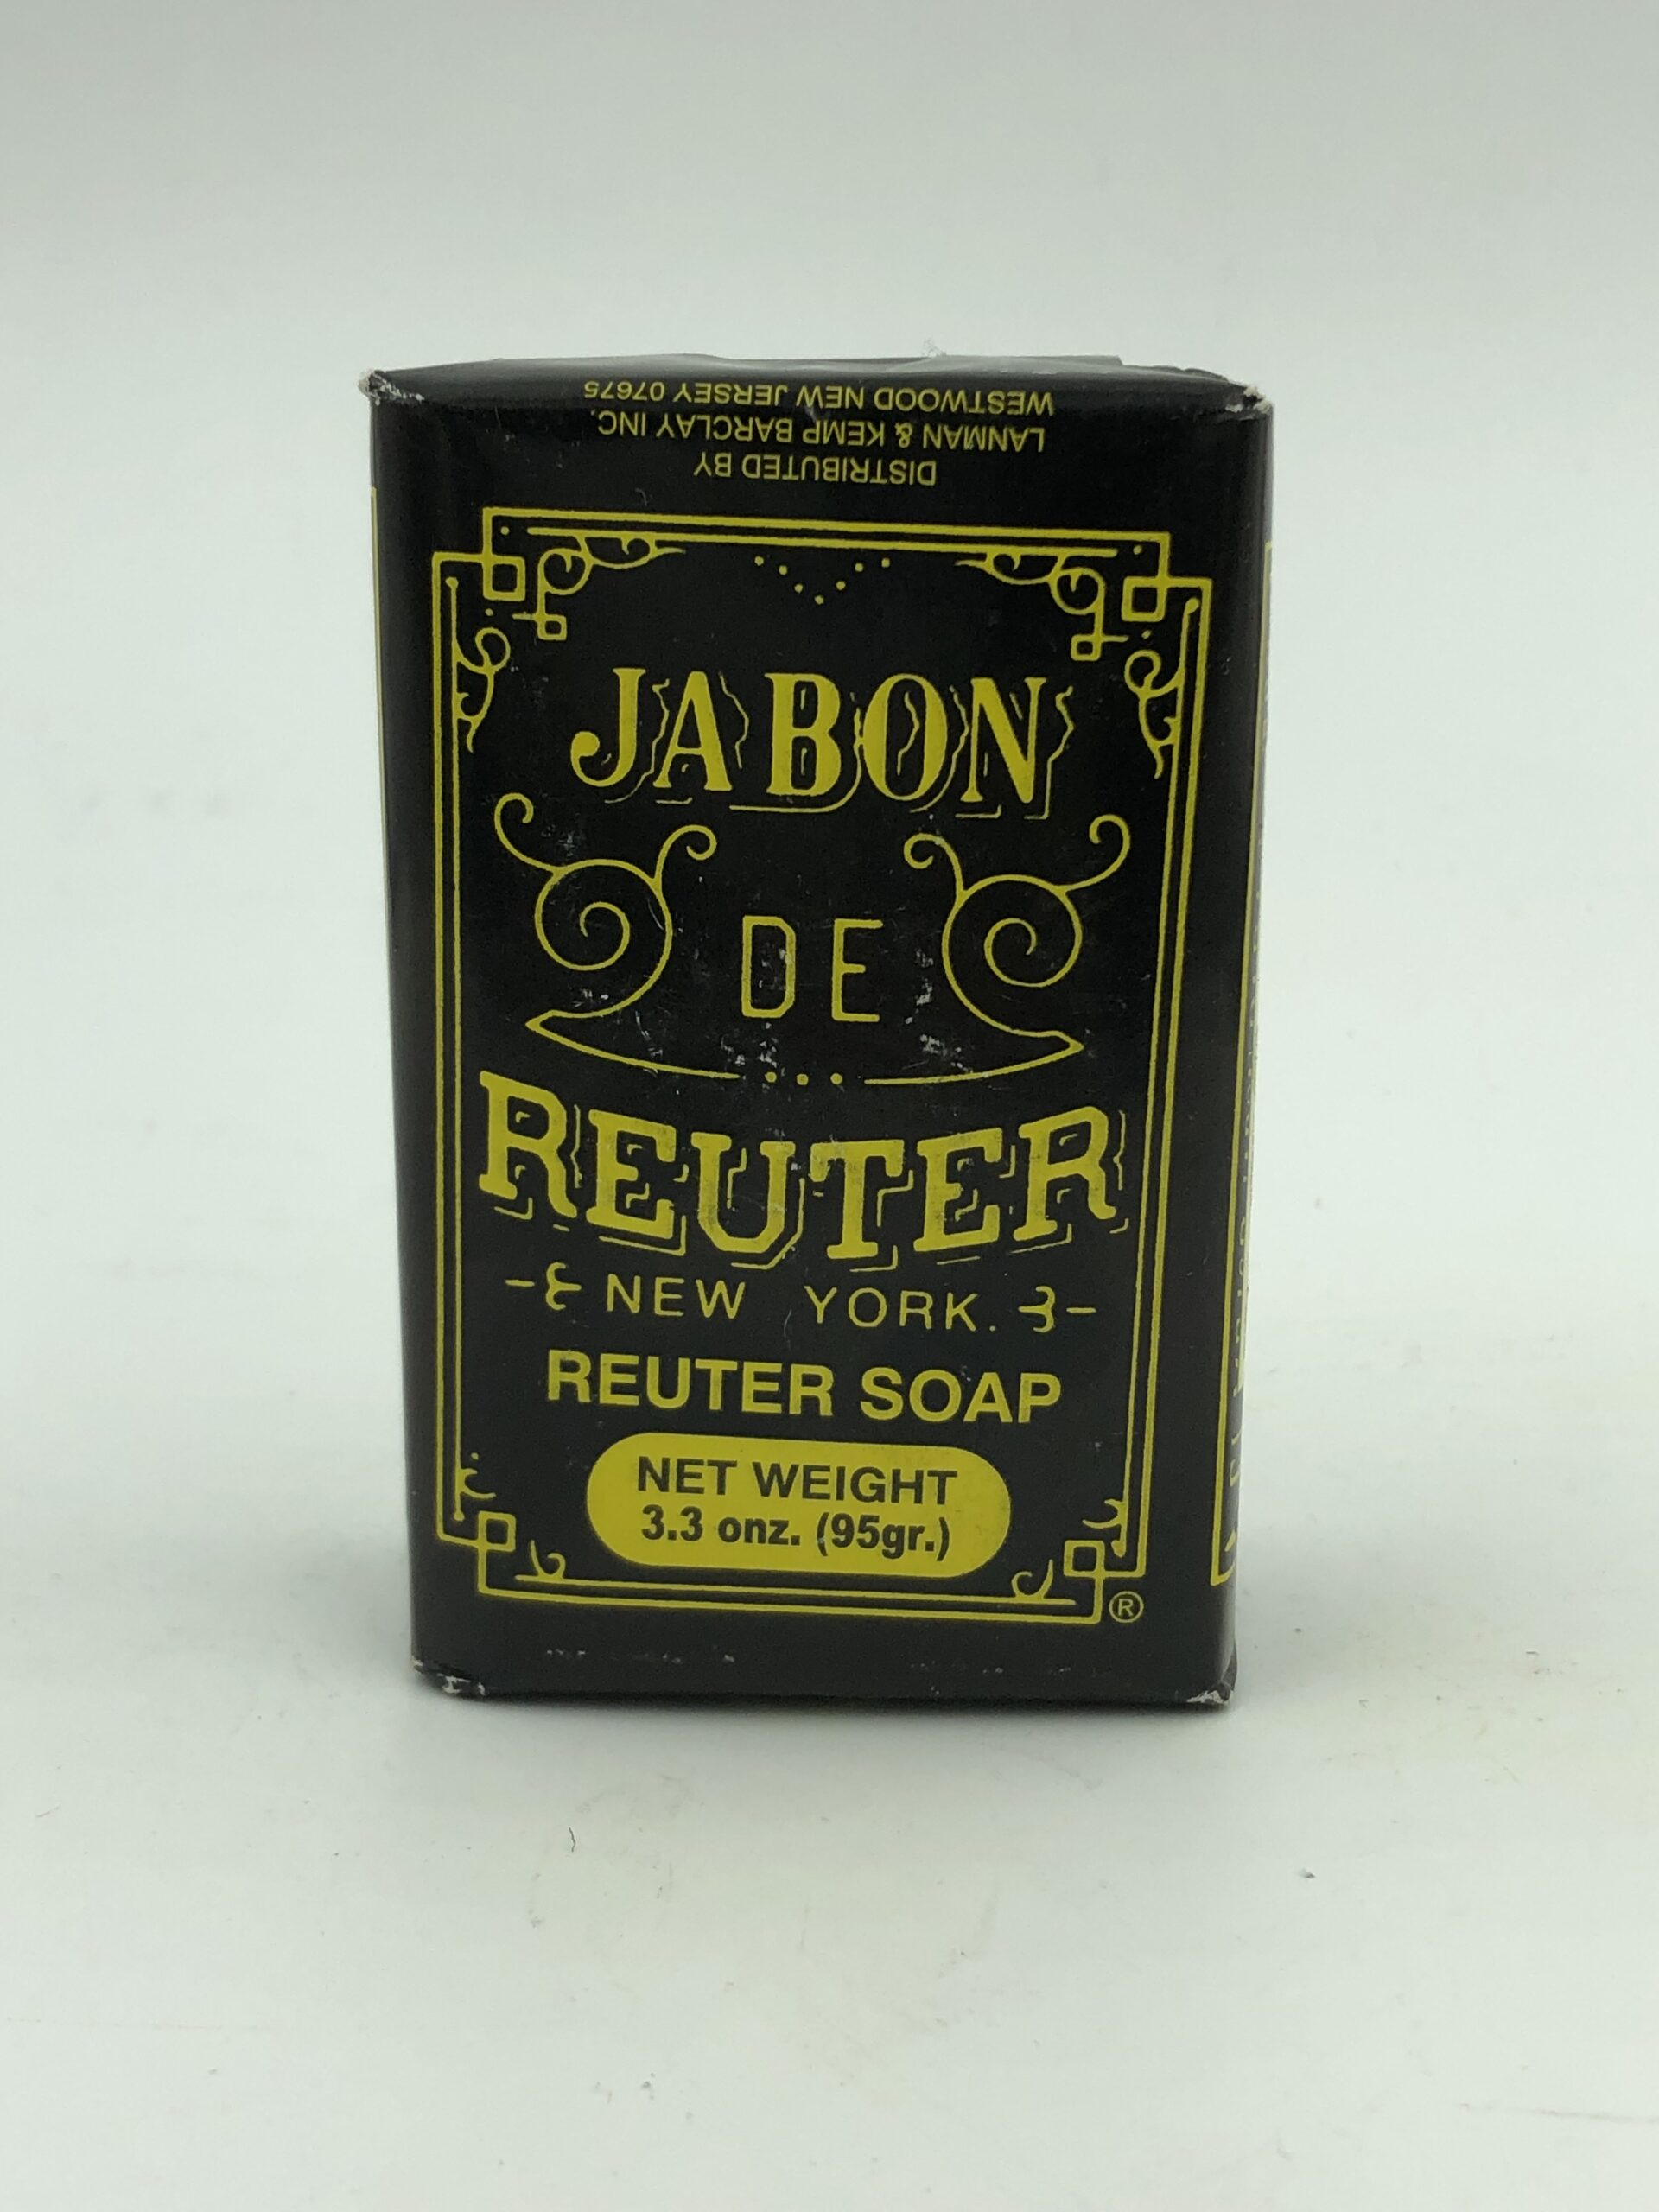 DISTRIBUTED BY
LANMAN & KEMP BARCLAY INC.
WESTWOOD NEW JERSEY 07675
JABON
DE
REUTER
NEW YORK.
REUTER SOAP
NET WEIGHT
3.3 onz. (95gr.)
®